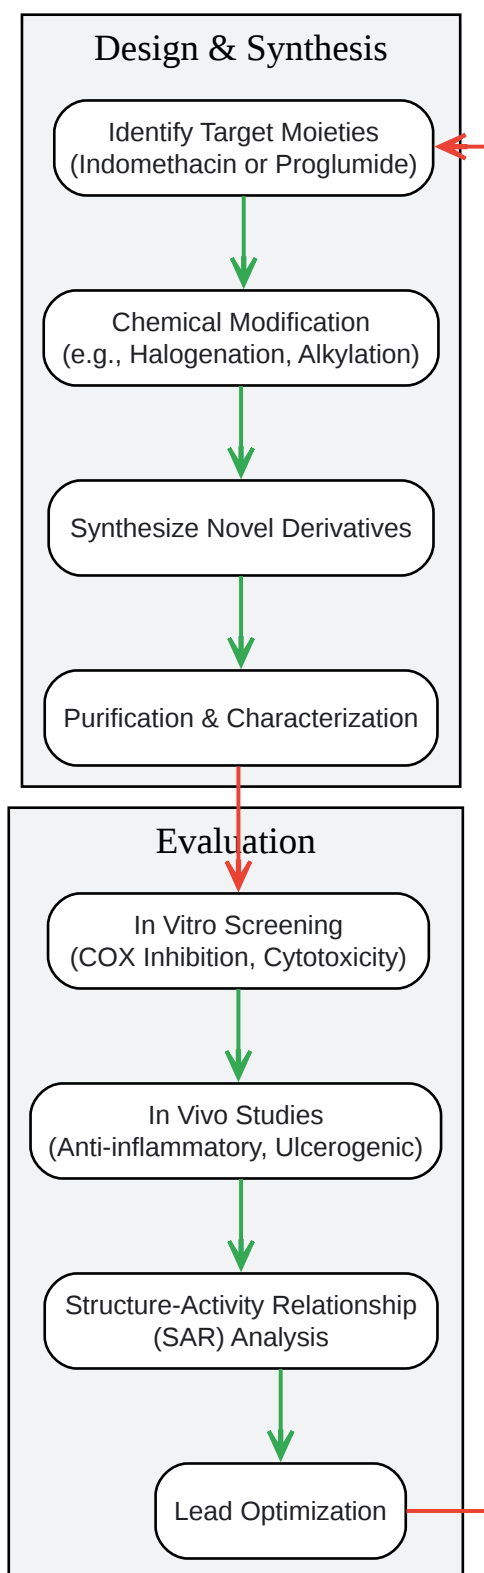 Design & Synthesis
Identify Target Moieties
(Indomethacin or Proglumide)
Chemical Modification
(e.g., Halogenation, Alkylation)
Synthesize Novel Derivatives
Purification & Characterization
Evaluation
In Vitro Screening
(COX Inhibition, Cytotoxicity)
In Vivo Studies
(Anti-inflammatory, Ulcerogenic)
Structure-Activity Relationship
(SAR) Analysis
Lead Optimization